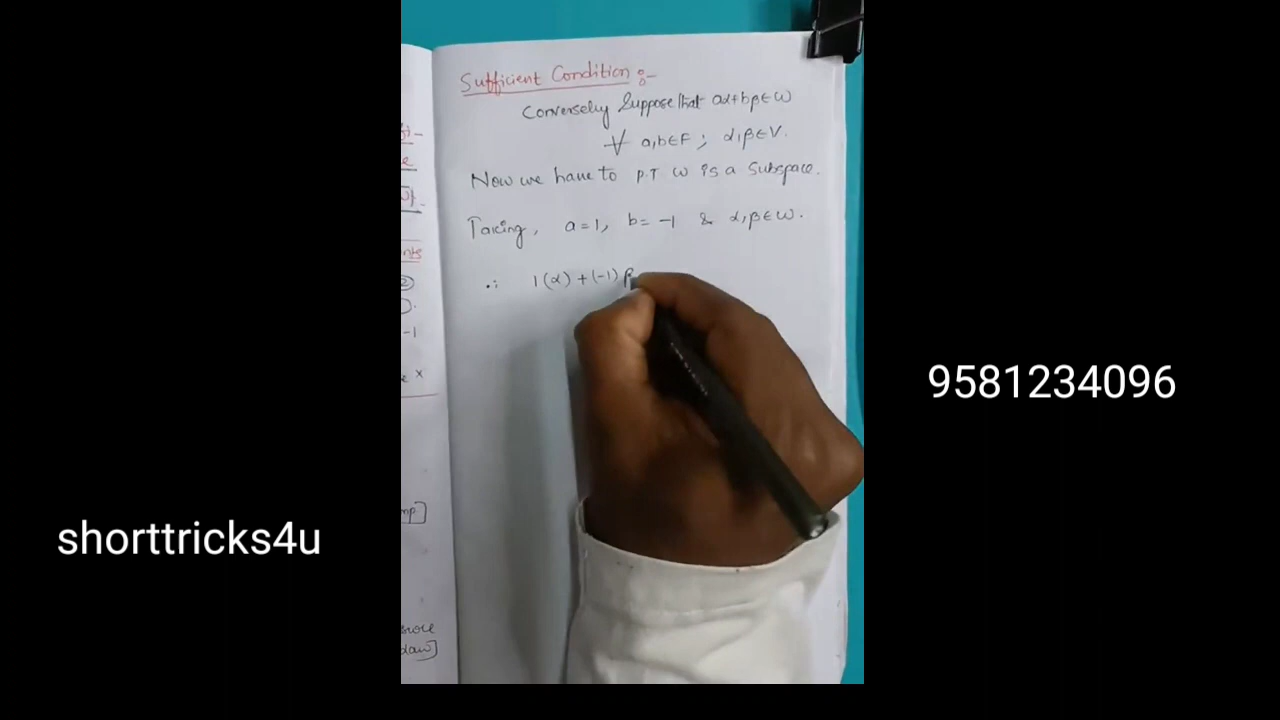 Sufficient Condition :-
Conversely Suppose that aα+bβ∈W
∀ a,b∈F ; α,β∈V.
Now we have to P.T W is a Subspace.
Taking, a=1, b= -1 & α,β∈W.
∴ 1(α) + (-1) β
-1
x
9581234096
shorttricks4u